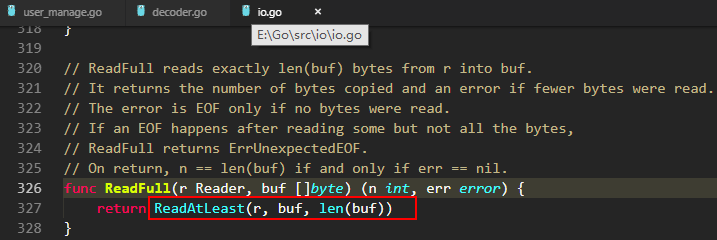 user_manage.go decoder.go io.go ×
E:\Go\src\io\io.go
318 }
319
320 // ReadFull reads exactly len(buf) bytes from r into buf.
321 // It returns the number of bytes copied and an error if fewer bytes were read.
322 // The error is EOF only if no bytes were read.
323 // If an EOF happens after reading some but not all the bytes,
324 // ReadFull returns ErrUnexpectedEOF.
325 // On return, n == len(buf) if and only if err == nil.
326 func ReadFull(r Reader, buf []byte) (n int, err error) {
327 return ReadAtLeast(r, buf, len(buf))
328 }